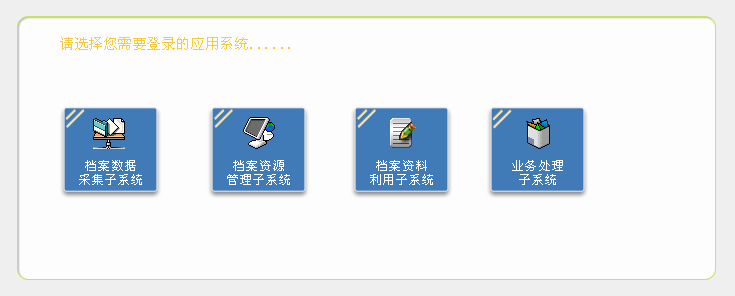 请选择您需要登录的应用系统......
档案数据
采集子系统
档案资源
管理子系统
档案资料
利用子系统
业务处理
子系统